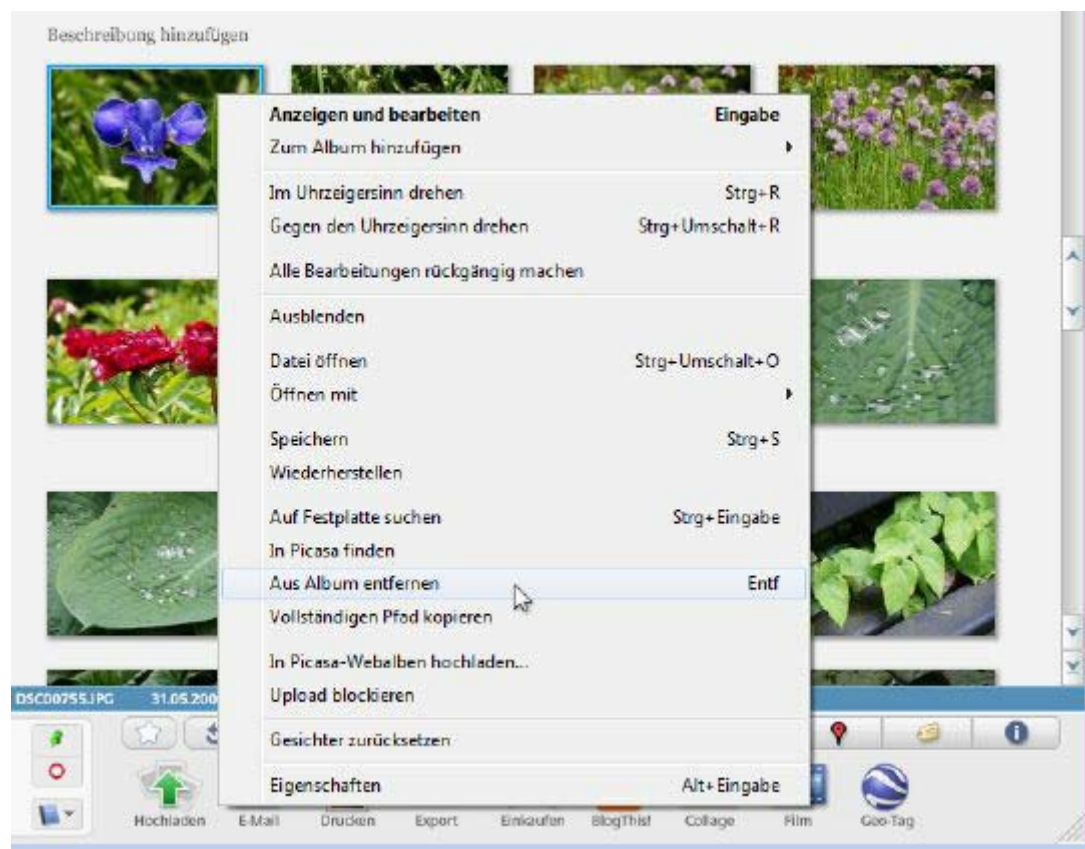 Beschreibung hinzufügen
Anzeigen und bearbeiten Eingabe
Zum Album hinzufügen
Im Uhrzeigersinn drehen Strg+R
Gegen den Uhrzeigersinn drehen Strg+Umschalt+R
Alle Bearbeitungen rückgängig machen
Ausblenden
Datei öffnen Strg+Umschalt+O
Öffnen mit
Speichern Strg+S
Wiederherstellen
Auf Festplatte suchen Strg+Eingabe
In Picasa finden
Aus Album entfernen Entf
Vollständigen Pfad kopieren
In Picasa-Webalben hochladen...
Upload blockieren
DSC00755.JPG 31.05.200
Gesichter zurücksetzen
Eigenschaften Alt+Eingabe
Hochladen E-Mail Drucken Export Einkaufen BlogThis! Collage Film Geo-Tag